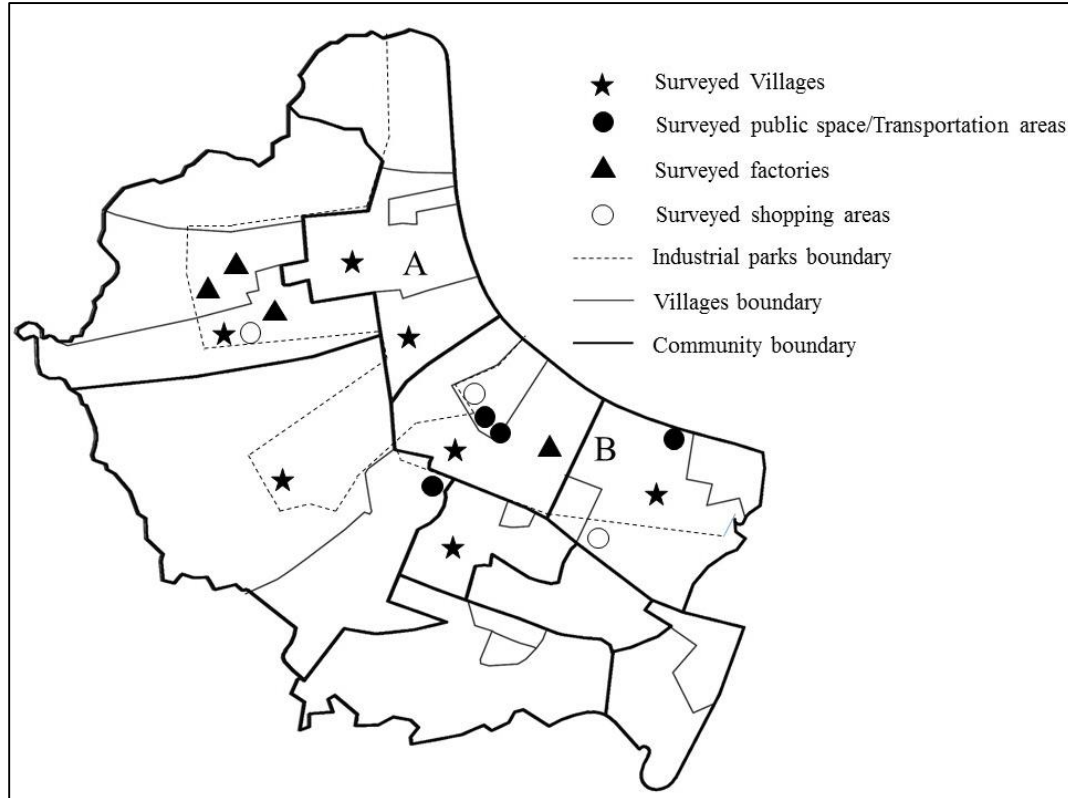 Surveyed Villages
Surveyed public space/Transportation areas
Surveyed factories
Surveyed shopping areas
Industrial parks boundary
Villages boundary
Community boundary
A
B